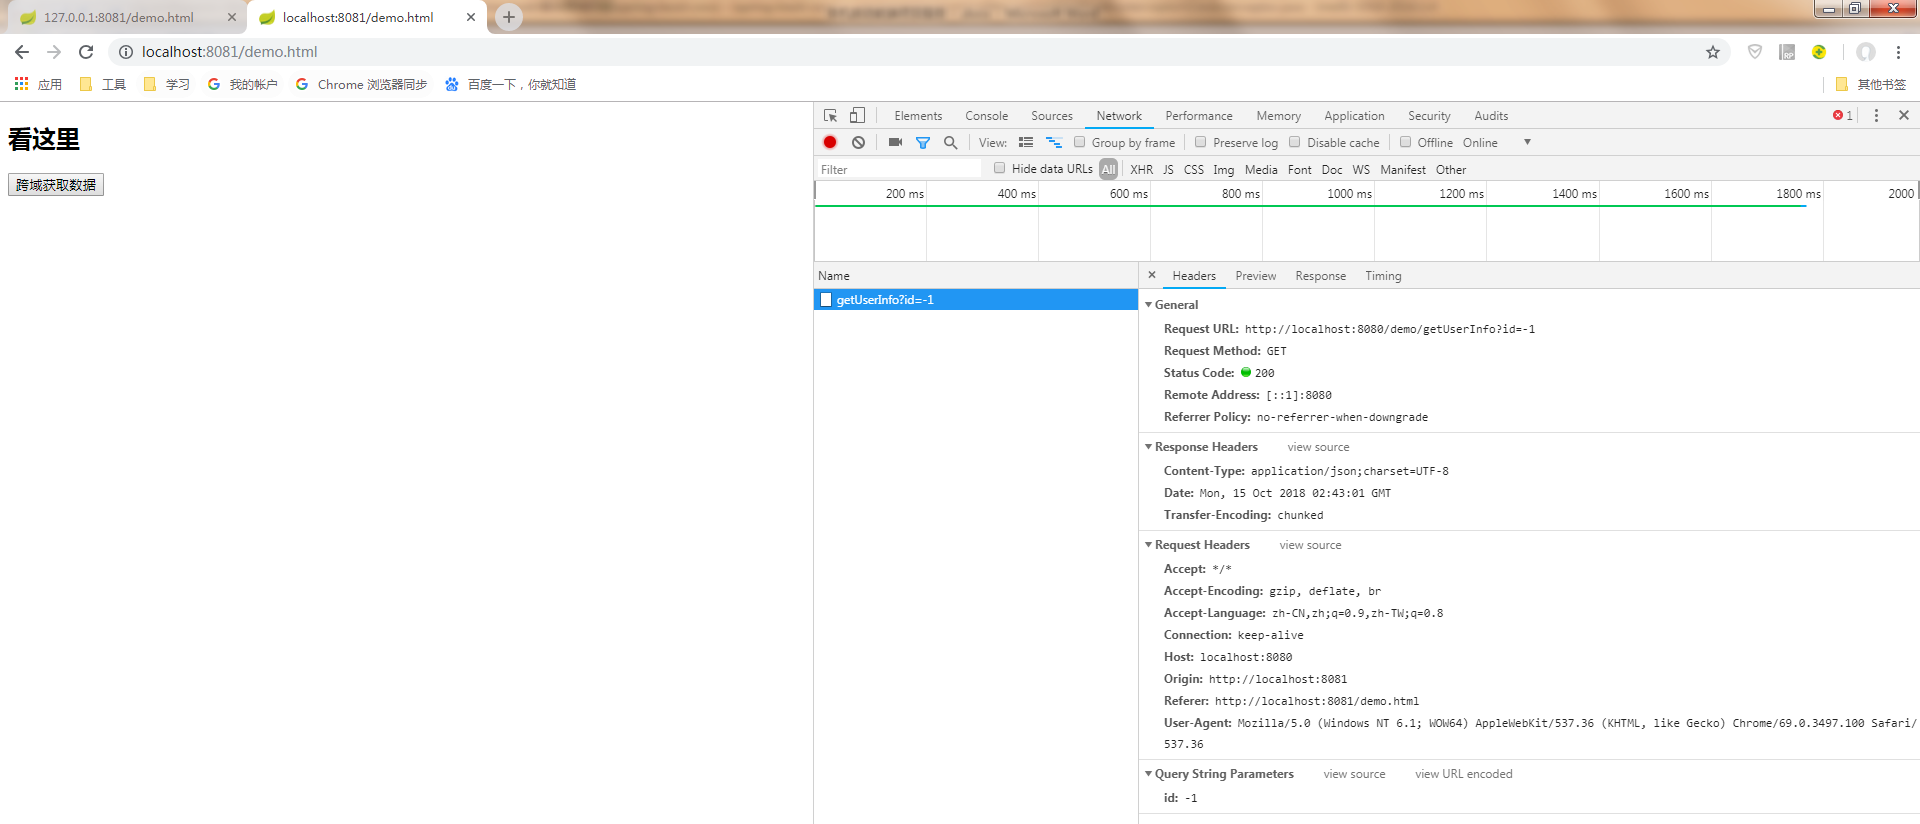 127.0.0.1:8081/demo.html
localhost:8081/demo.html
localhost:8081/demo.html
应用 工具 学习 我的帐户 Chrome 浏览器同步 百度一下，你就知道 其他书签
看这里
跨域获取数据
Elements Console Sources Network Performance Memory Application Security Audits 1
View: Group by frame Preserve log Disable cache Offline Online
Filter Hide data URLs All XHR JS CSS Img Media Font Doc WS Manifest Other
200 ms 400 ms 600 ms 800 ms 1000 ms 1200 ms 1400 ms 1600 ms 1800 ms 2000
Name
getUserInfo?id=-1
Headers Preview Response Timing
General
Request URL: http://localhost:8080/demo/getUserInfo?id=-1
Request Method: GET
Status Code: 200
Remote Address: [::1]:8080
Referrer Policy: no-referrer-when-downgrade
Response Headers view source
Content-Type: application/json;charset=UTF-8
Date: Mon, 15 Oct 2018 02:43:01 GMT
Transfer-Encoding: chunked
Request Headers view source
Accept: */*
Accept-Encoding: gzip, deflate, br
Accept-Language: zh-CN,zh;q=0.9,zh-TW;q=0.8
Connection: keep-alive
Host: localhost:8080
Origin: http://localhost:8081
Referer: http://localhost:8081/demo.html
User-Agent: Mozilla/5.0 (Windows NT 6.1; WOW64) AppleWebKit/537.36 (KHTML, like Gecko) Chrome/69.0.3497.100 Safari/
537.36
Query String Parameters view source view URL encoded
id: -1